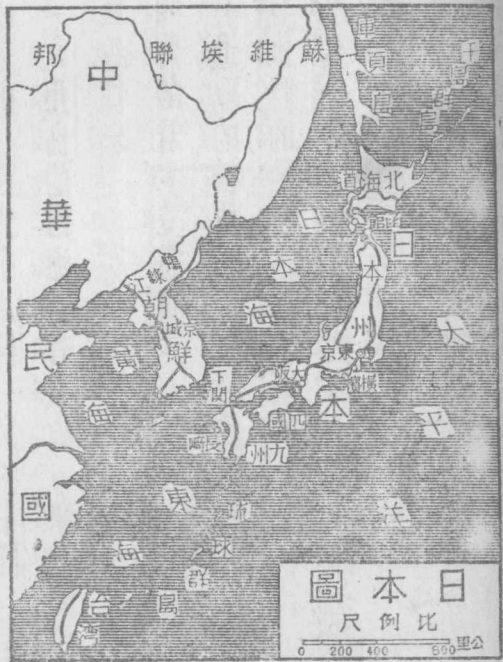 蘇維埃聯邦
中華民國
庫頁島
千島群島
北海道
函館
日本
本州
日本海
東京
橫濱
大阪
四國
九州
長崎
下關
鴨綠江
朝鮮
京城
黃海
東海
琉球群島
台灣
太平洋
日本圖
比例尺
0 200 400 800公里